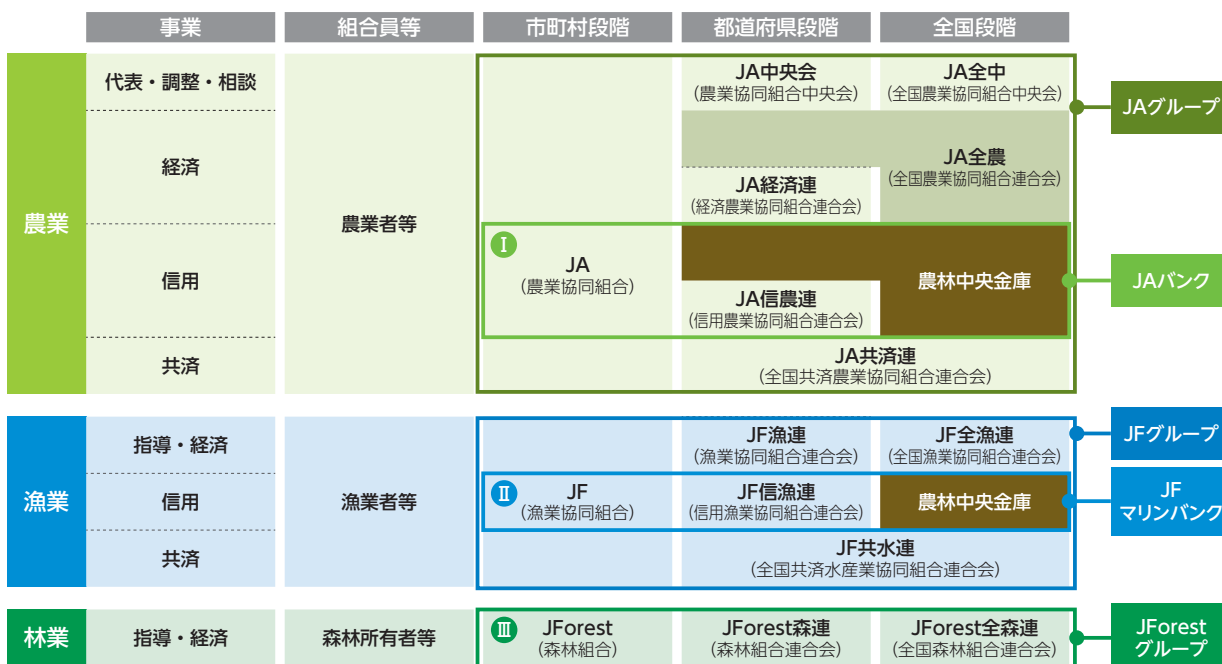 事業
組合員等
市町村段階
都道府県段階
全国段階
農業
代表・調整・相談
経済
信用
共済
農業者等
Ⅰ
JA
(農業協同組合)
JA中央会
(農業協同組合中央会)
JA全中
(全国農業協同組合中央会)
JA全農
(全国農業協同組合連合会)
JA経済連
(経済農業協同組合連合会)
農林中央金庫
JA信農連
(信用農業協同組合連合会)
JA共済連
(全国共済農業協同組合連合会)
JAグループ
JAバンク
漁業
指導・経済
信用
共済
漁業者等
Ⅱ
JF
(漁業協同組合)
JF漁連
(漁業協同組合連合会)
JF全漁連
(全国漁業協同組合連合会)
JF信漁連
(信用漁業協同組合連合会)
農林中央金庫
JF共水連
(全国共済水産業協同組合連合会)
JFグループ
JF
マリンバンク
林業
指導・経済
森林所有者等
Ⅲ
JForest
(森林組合)
JForest森連
(森林組合連合会)
JForest全森連
(全国森林組合連合会)
JForest
グループ